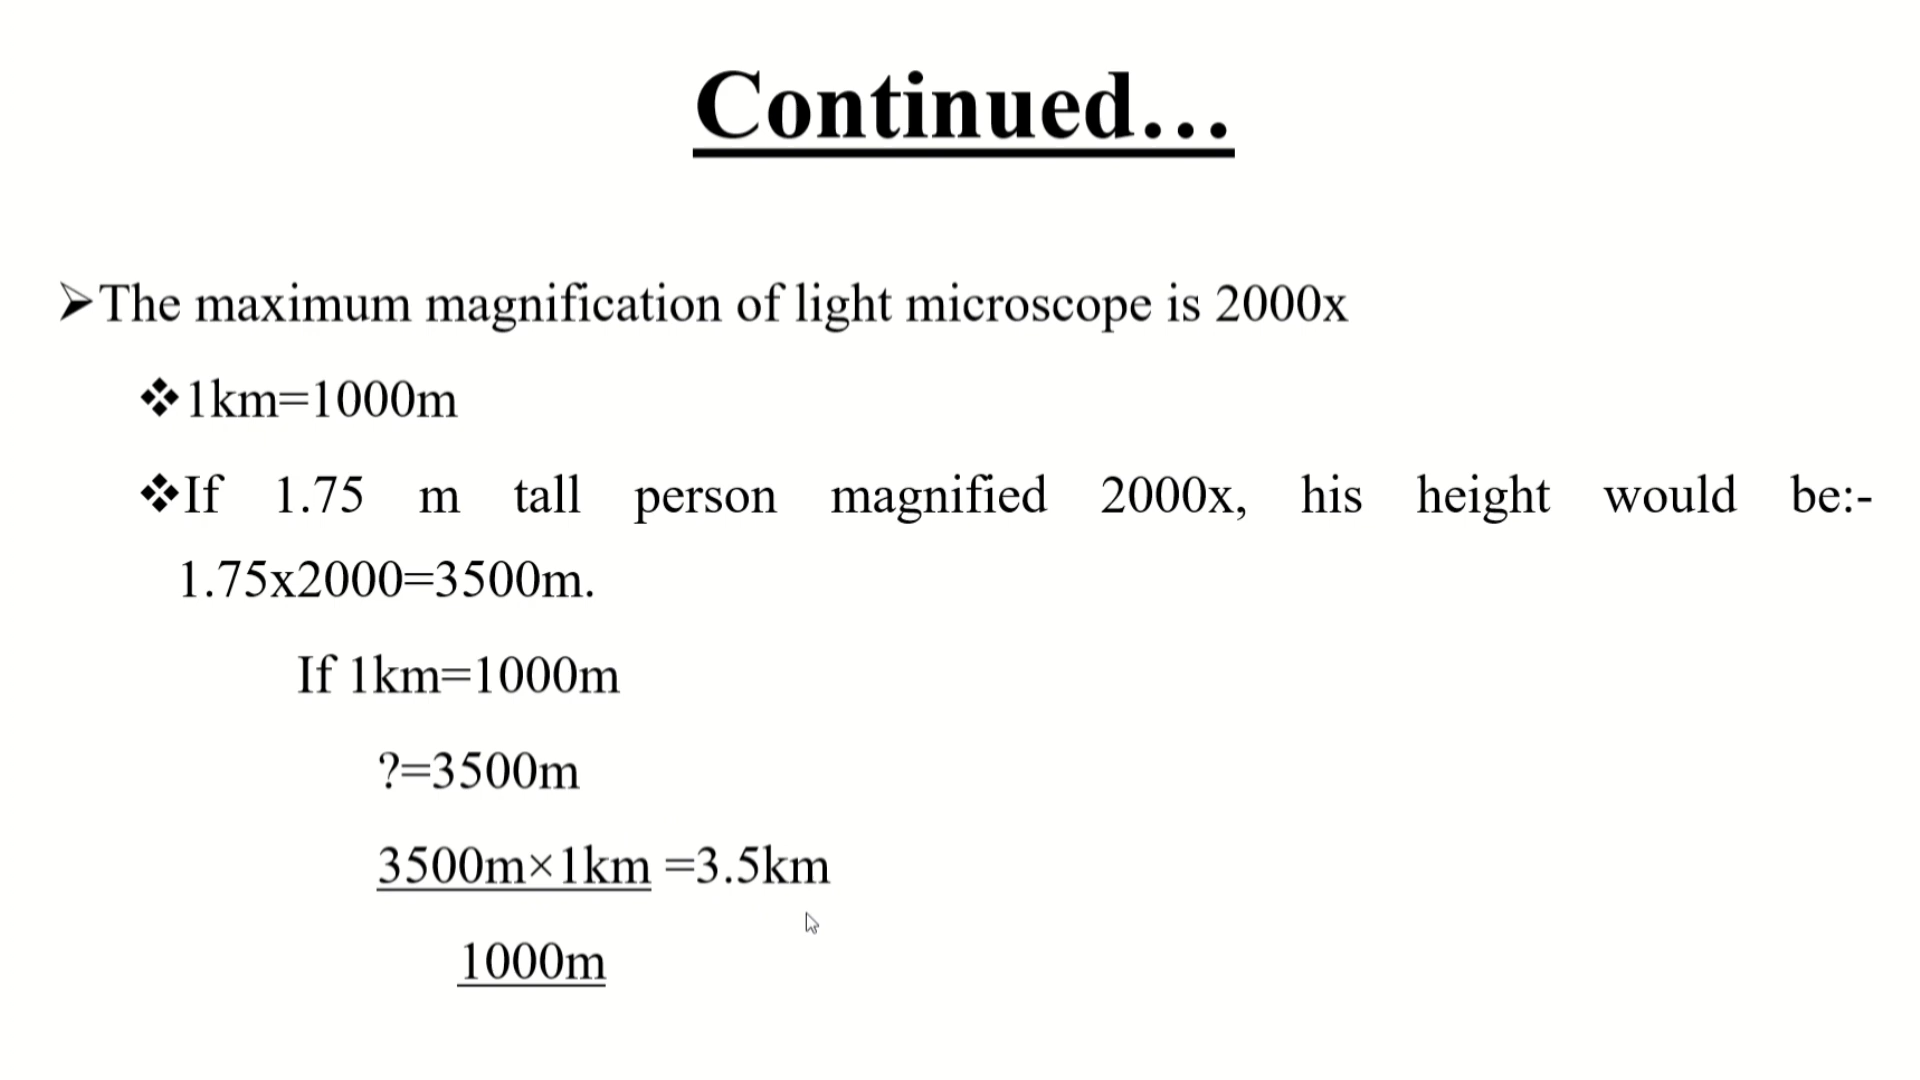 Continued…
➢The maximum magnification of light microscope is 2000x
❖1km=1000m
❖If 1.75 m tall person magnified 2000x, his height would be:-
1.75x2000=3500m.
If 1km=1000m
?=3500m
3500m×1km =3.5km
1000m